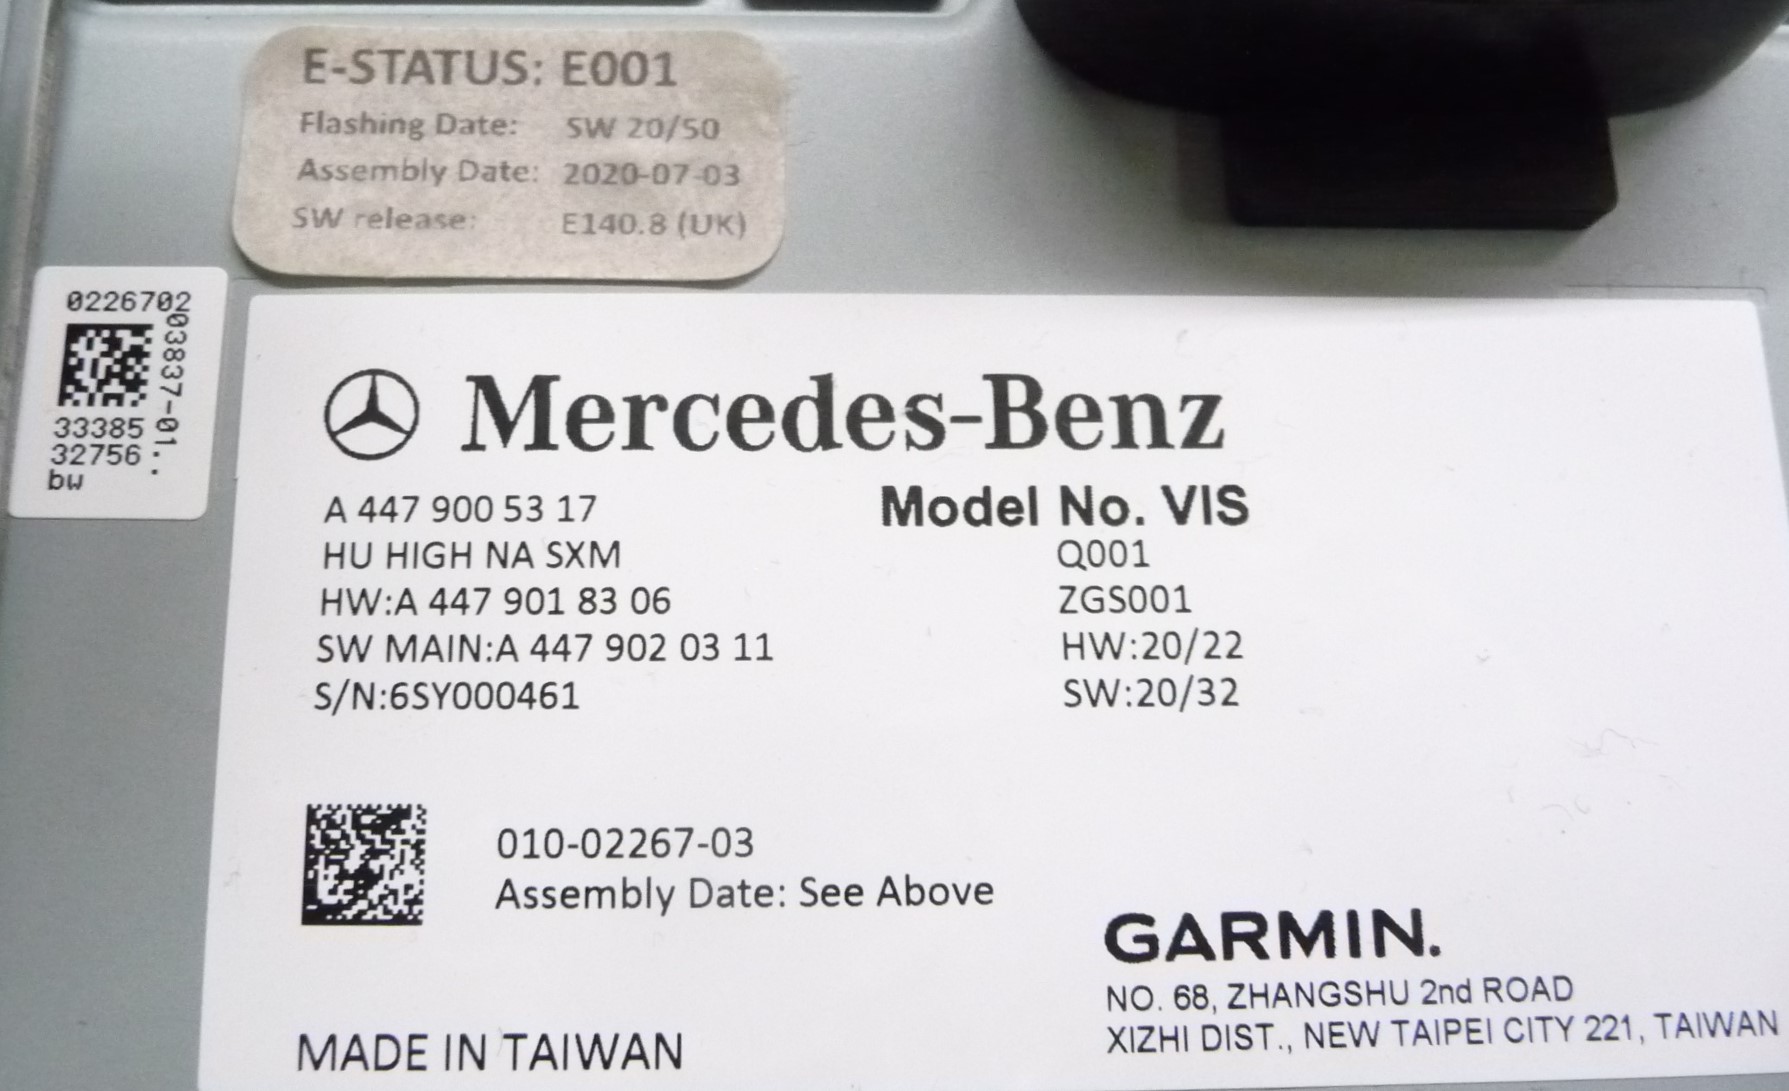 E-STATUS: E001
Flashing Date: SW 20/50
Assembly Date: 2020-07-03
SW release: E140.8 (UK)
0226702
03837-01..
33385
32756
bw
Mercedes-Benz
A 447 900 53 17
HU HIGH NA SXM
HW:A 447 901 83 06
SW MAIN:A 447 902 03 11
S/N:6SY000461
Model No. VIS
Q001
ZGS001
HW:20/22
SW:20/32
010-02267-03
Assembly Date: See Above
GARMIN.
NO. 68, ZHANGSHU 2nd ROAD
XIZHI DIST., NEW TAIPEI CITY 221, TAIWAN
MADE IN TAIWAN